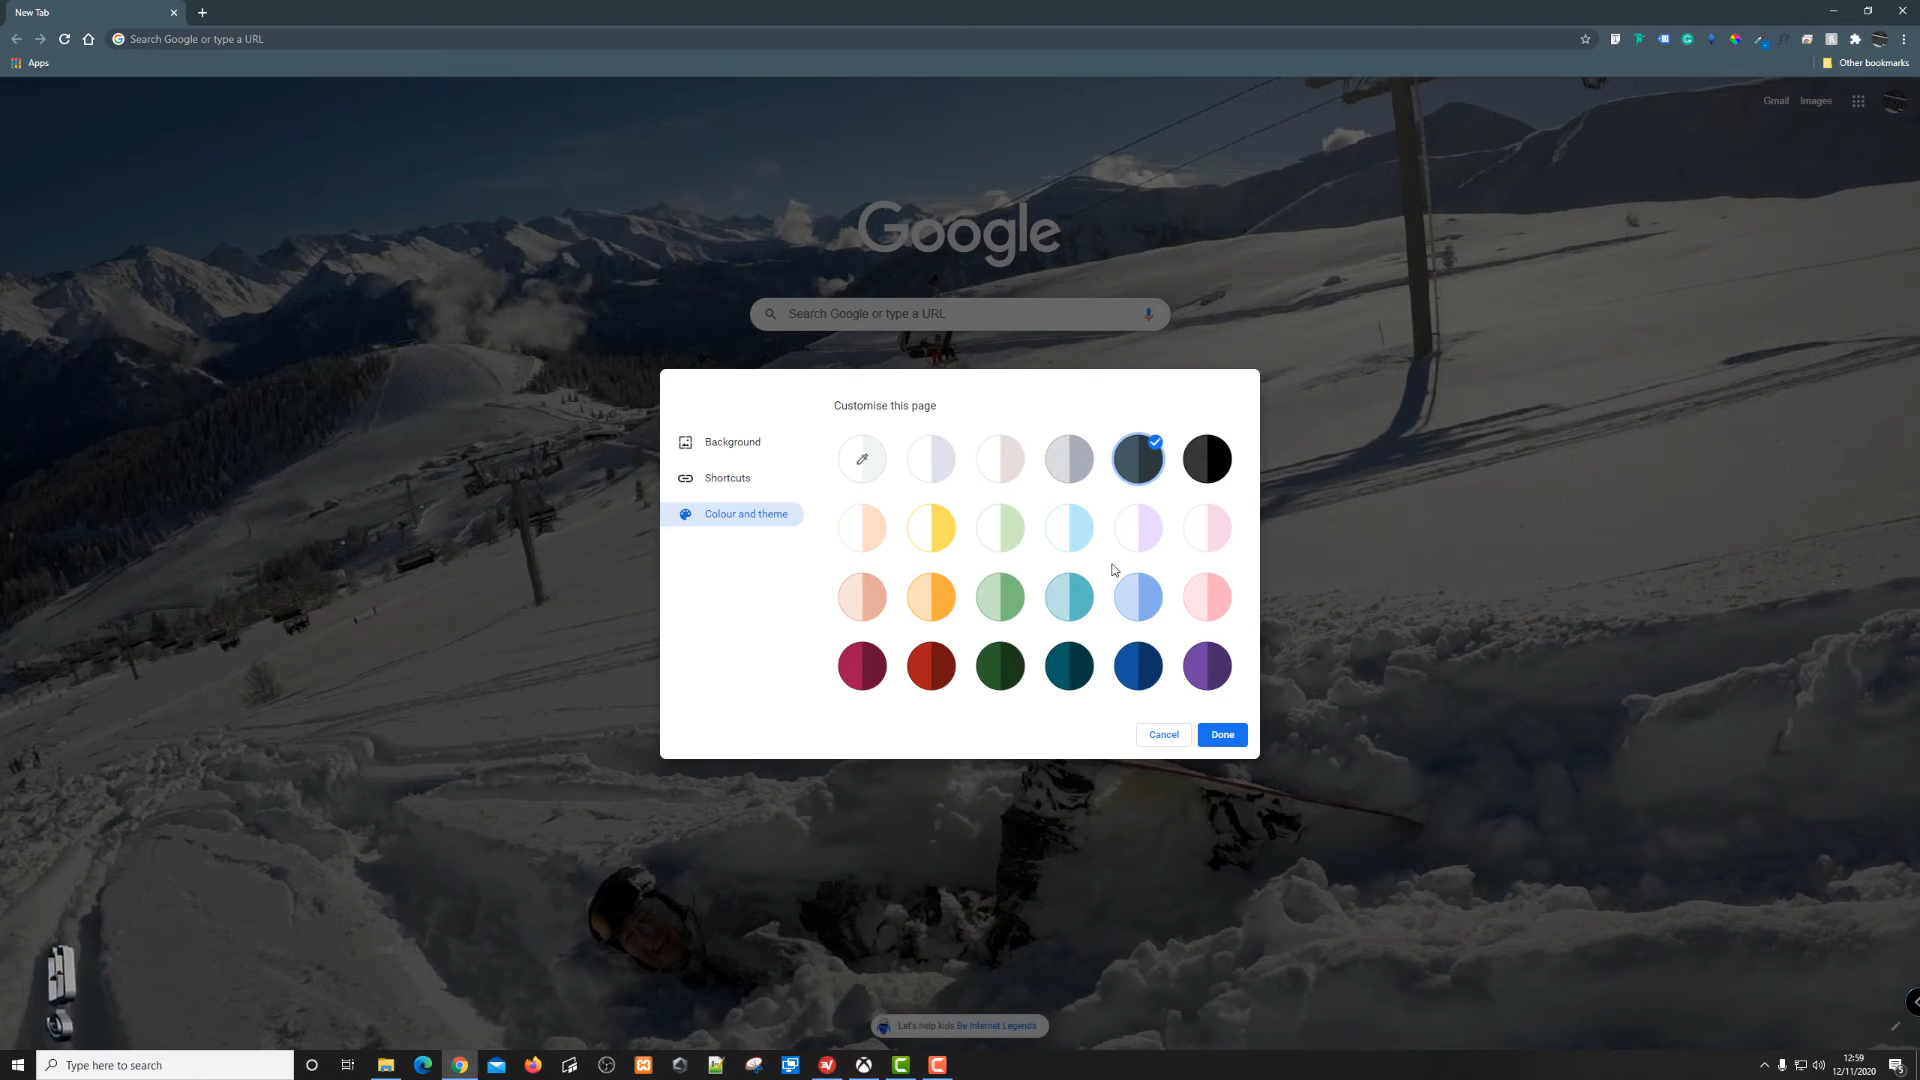 New Tab
Search Google or type a URL
Apps
Other bookmarks
Gmail Images
Google
Search Google or type a URL
Customise this page
Background
Shortcuts
Colour and theme
Cancel Done
Let's help kids Be Internet Legends
Type here to search
12:59
12/11/2020
5